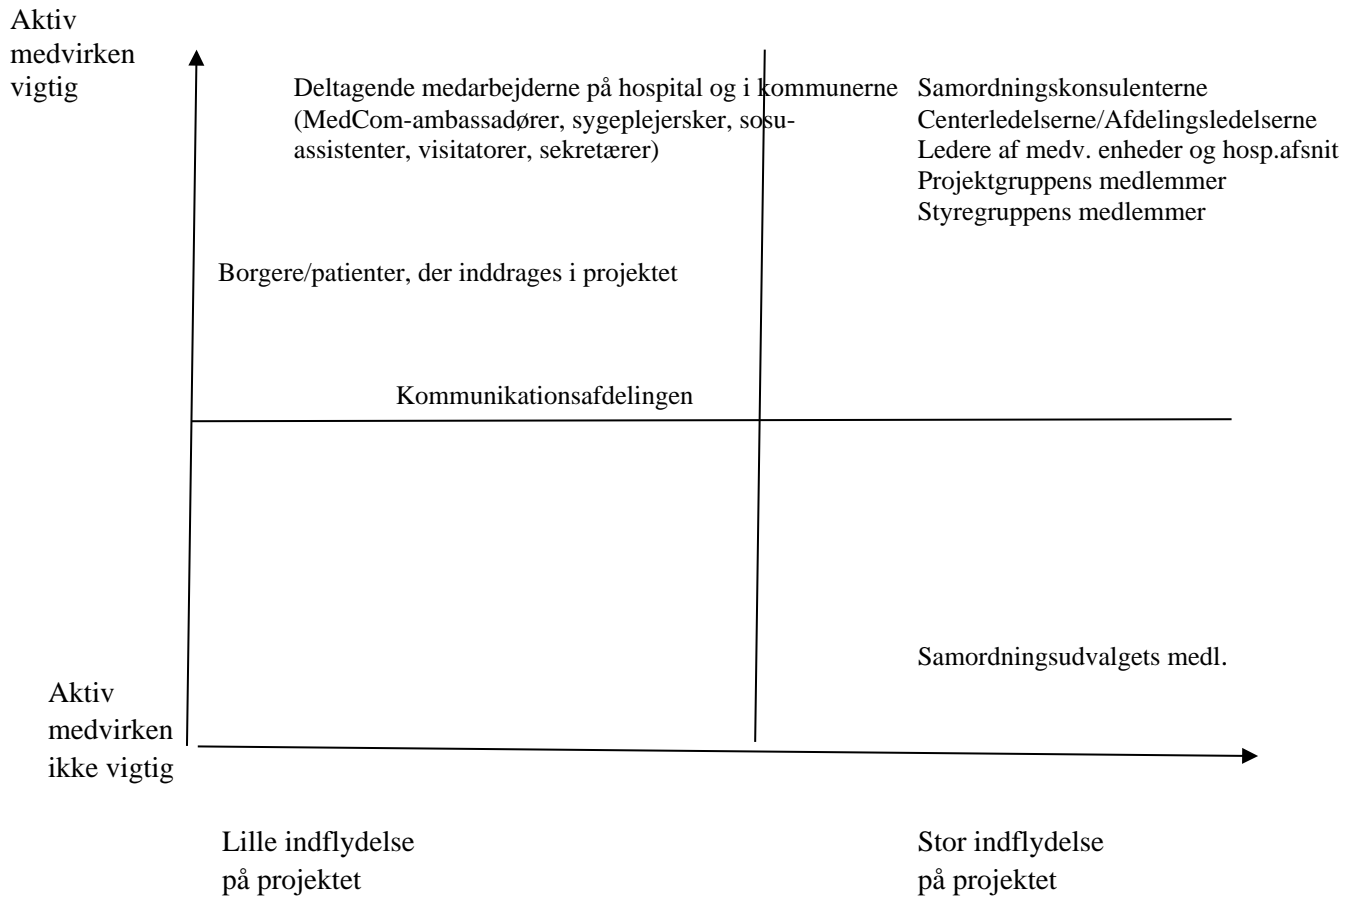 Aktiv
medvirken
vigtig
Deltagende medarbejderne på hospital og i kommunerne
(MedCom-ambassadører, sygeplejersker, sosu-
assistenter, visitatorer, sekretærer)
Samordningskonsulenterne
Centerledelserne/Afdelingsledelserne
Ledere af medv. enheder og hosp.afsnit
Projektgruppens medlemmer
Styregruppens medlemmer
Borgere/patienter, der inddrages i projektet
Kommunikationsafdelingen
Samordningsudvalgets medl.
Aktiv
medvirken
ikke vigtig
Lille indflydelse
på projektet
Stor indflydelse
på projektet